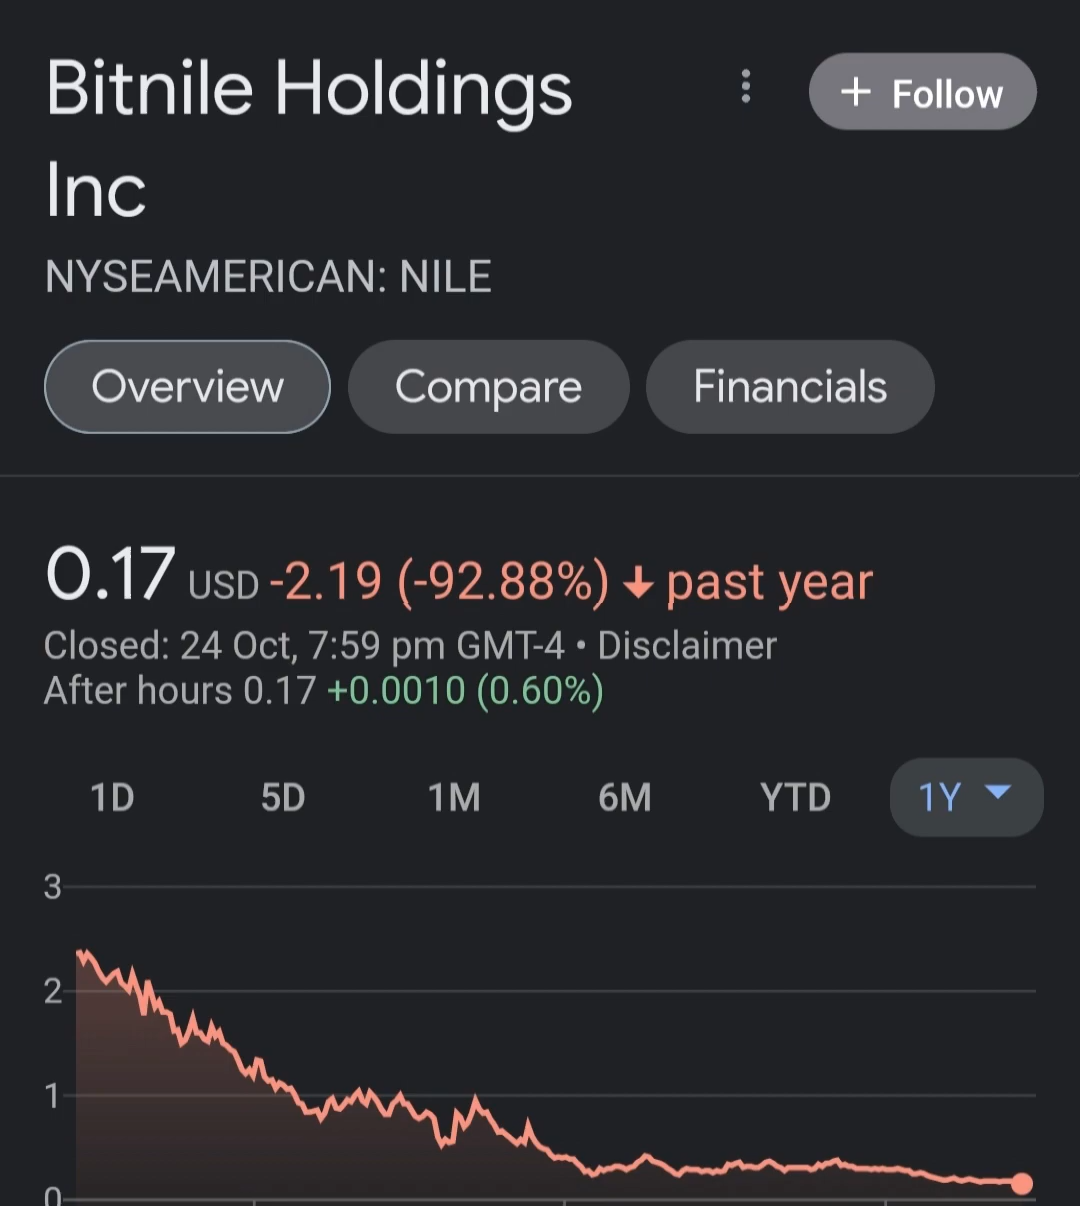 Bitnile Holdings
Inc
+ Follow
NYSEAMERICAN: NILE
Overview
Compare
Financials
0.17 USD -2.19 (-92.88%) ↓ past year
Closed: 24 Oct, 7:59 pm GMT-4 • Disclaimer
After hours 0.17 +0.0010 (0.60%)
1D 5D 1M 6M YTD 1Y
3
2
1
0